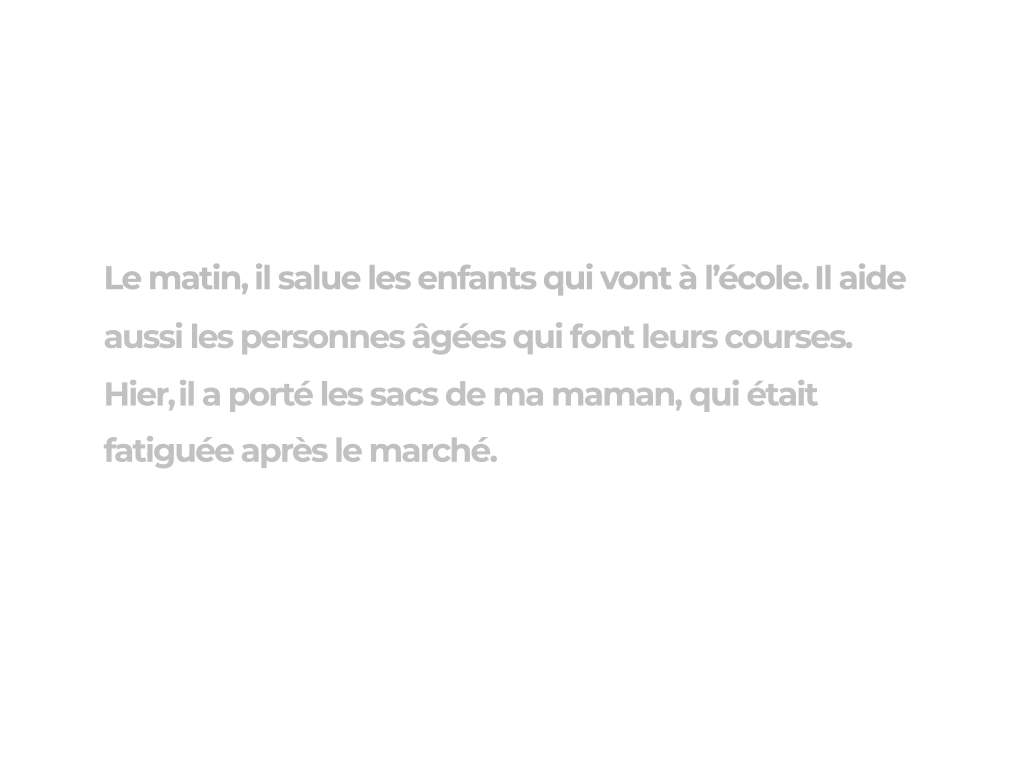 Le matin, il salue les enfants qui vont à l’école. Il aide
aussi les personnes âgées qui font leurs courses.
Hier, il a porté les sacs de ma maman, qui était
fatiguée après le marché.